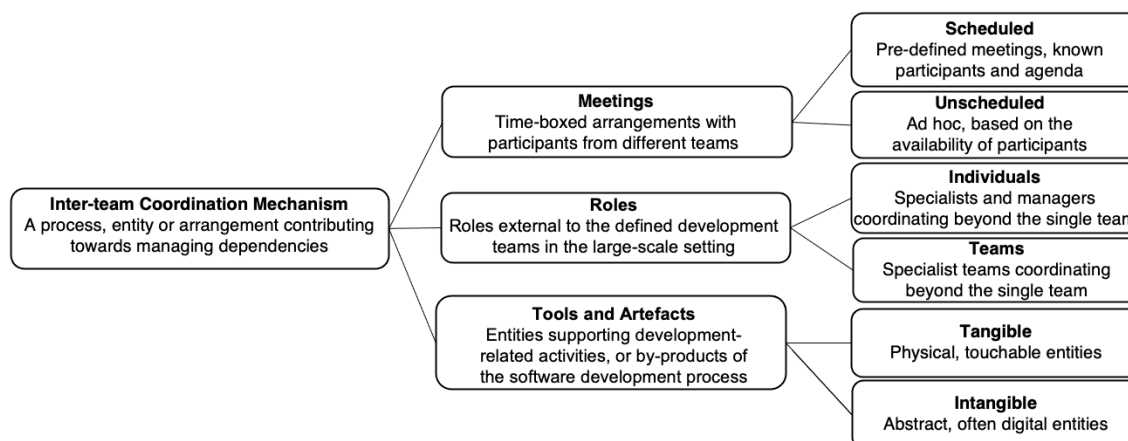 Scheduled
Pre-defined meetings, known
participants and agenda
Meetings
Time-boxed arrangements with
participants from different teams
Unscheduled
Ad hoc, based on the
availability of participants
Inter-team Coordination Mechanism
A process, entity or arrangement contributing
towards managing dependencies
Roles
Roles external to the defined development
teams in the large-scale setting
Individuals
Specialists and managers
coordinating beyond the single team
Teams
Specialist teams coordinating
beyond the single team
Tools and Artefacts
Entities supporting development-
related activities, or by-products of
the software development process
Tangible
Physical, touchable entities
Intangible
Abstract, often digital entities